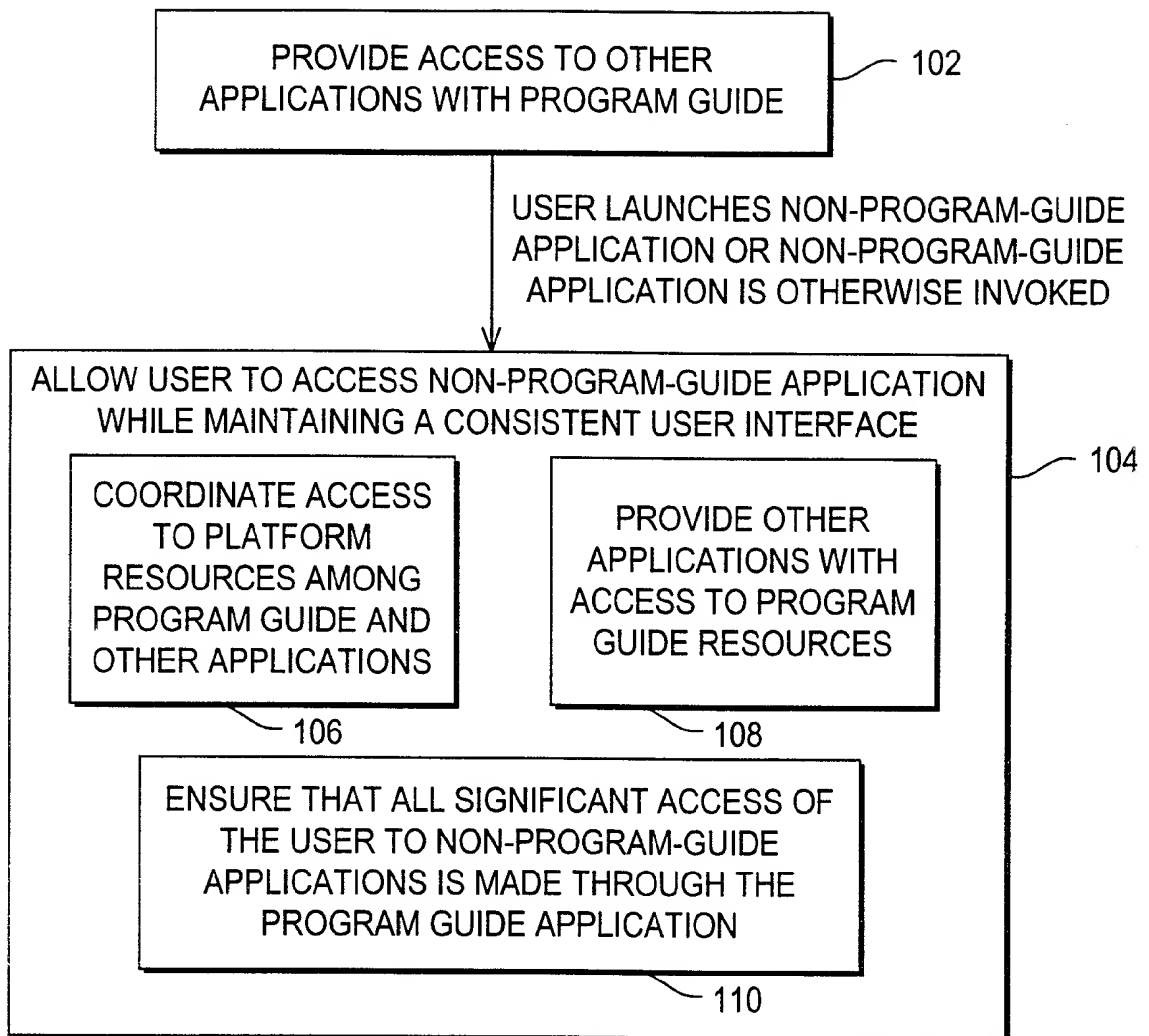 PROVIDE ACCESS TO OTHER
APPLICATIONS WITH PROGRAM GUIDE
102
USER LAUNCHES NON-PROGRAM-GUIDE
APPLICATION OR NON-PROGRAM-GUIDE
APPLICATION IS OTHERWISE INVOKED
ALLOW USER TO ACCESS NON-PROGRAM-GUIDE APPLICATION
WHILE MAINTAINING A CONSISTENT USER INTERFACE
104
COORDINATE ACCESS
TO PLATFORM
RESOURCES AMONG
PROGRAM GUIDE AND
OTHER APPLICATIONS
106
PROVIDE OTHER
APPLICATIONS WITH
ACCESS TO PROGRAM
GUIDE RESOURCES
108
ENSURE THAT ALL SIGNIFICANT ACCESS OF
THE USER TO NON-PROGRAM-GUIDE
APPLICATIONS IS MADE THROUGH THE
PROGRAM GUIDE APPLICATION
110